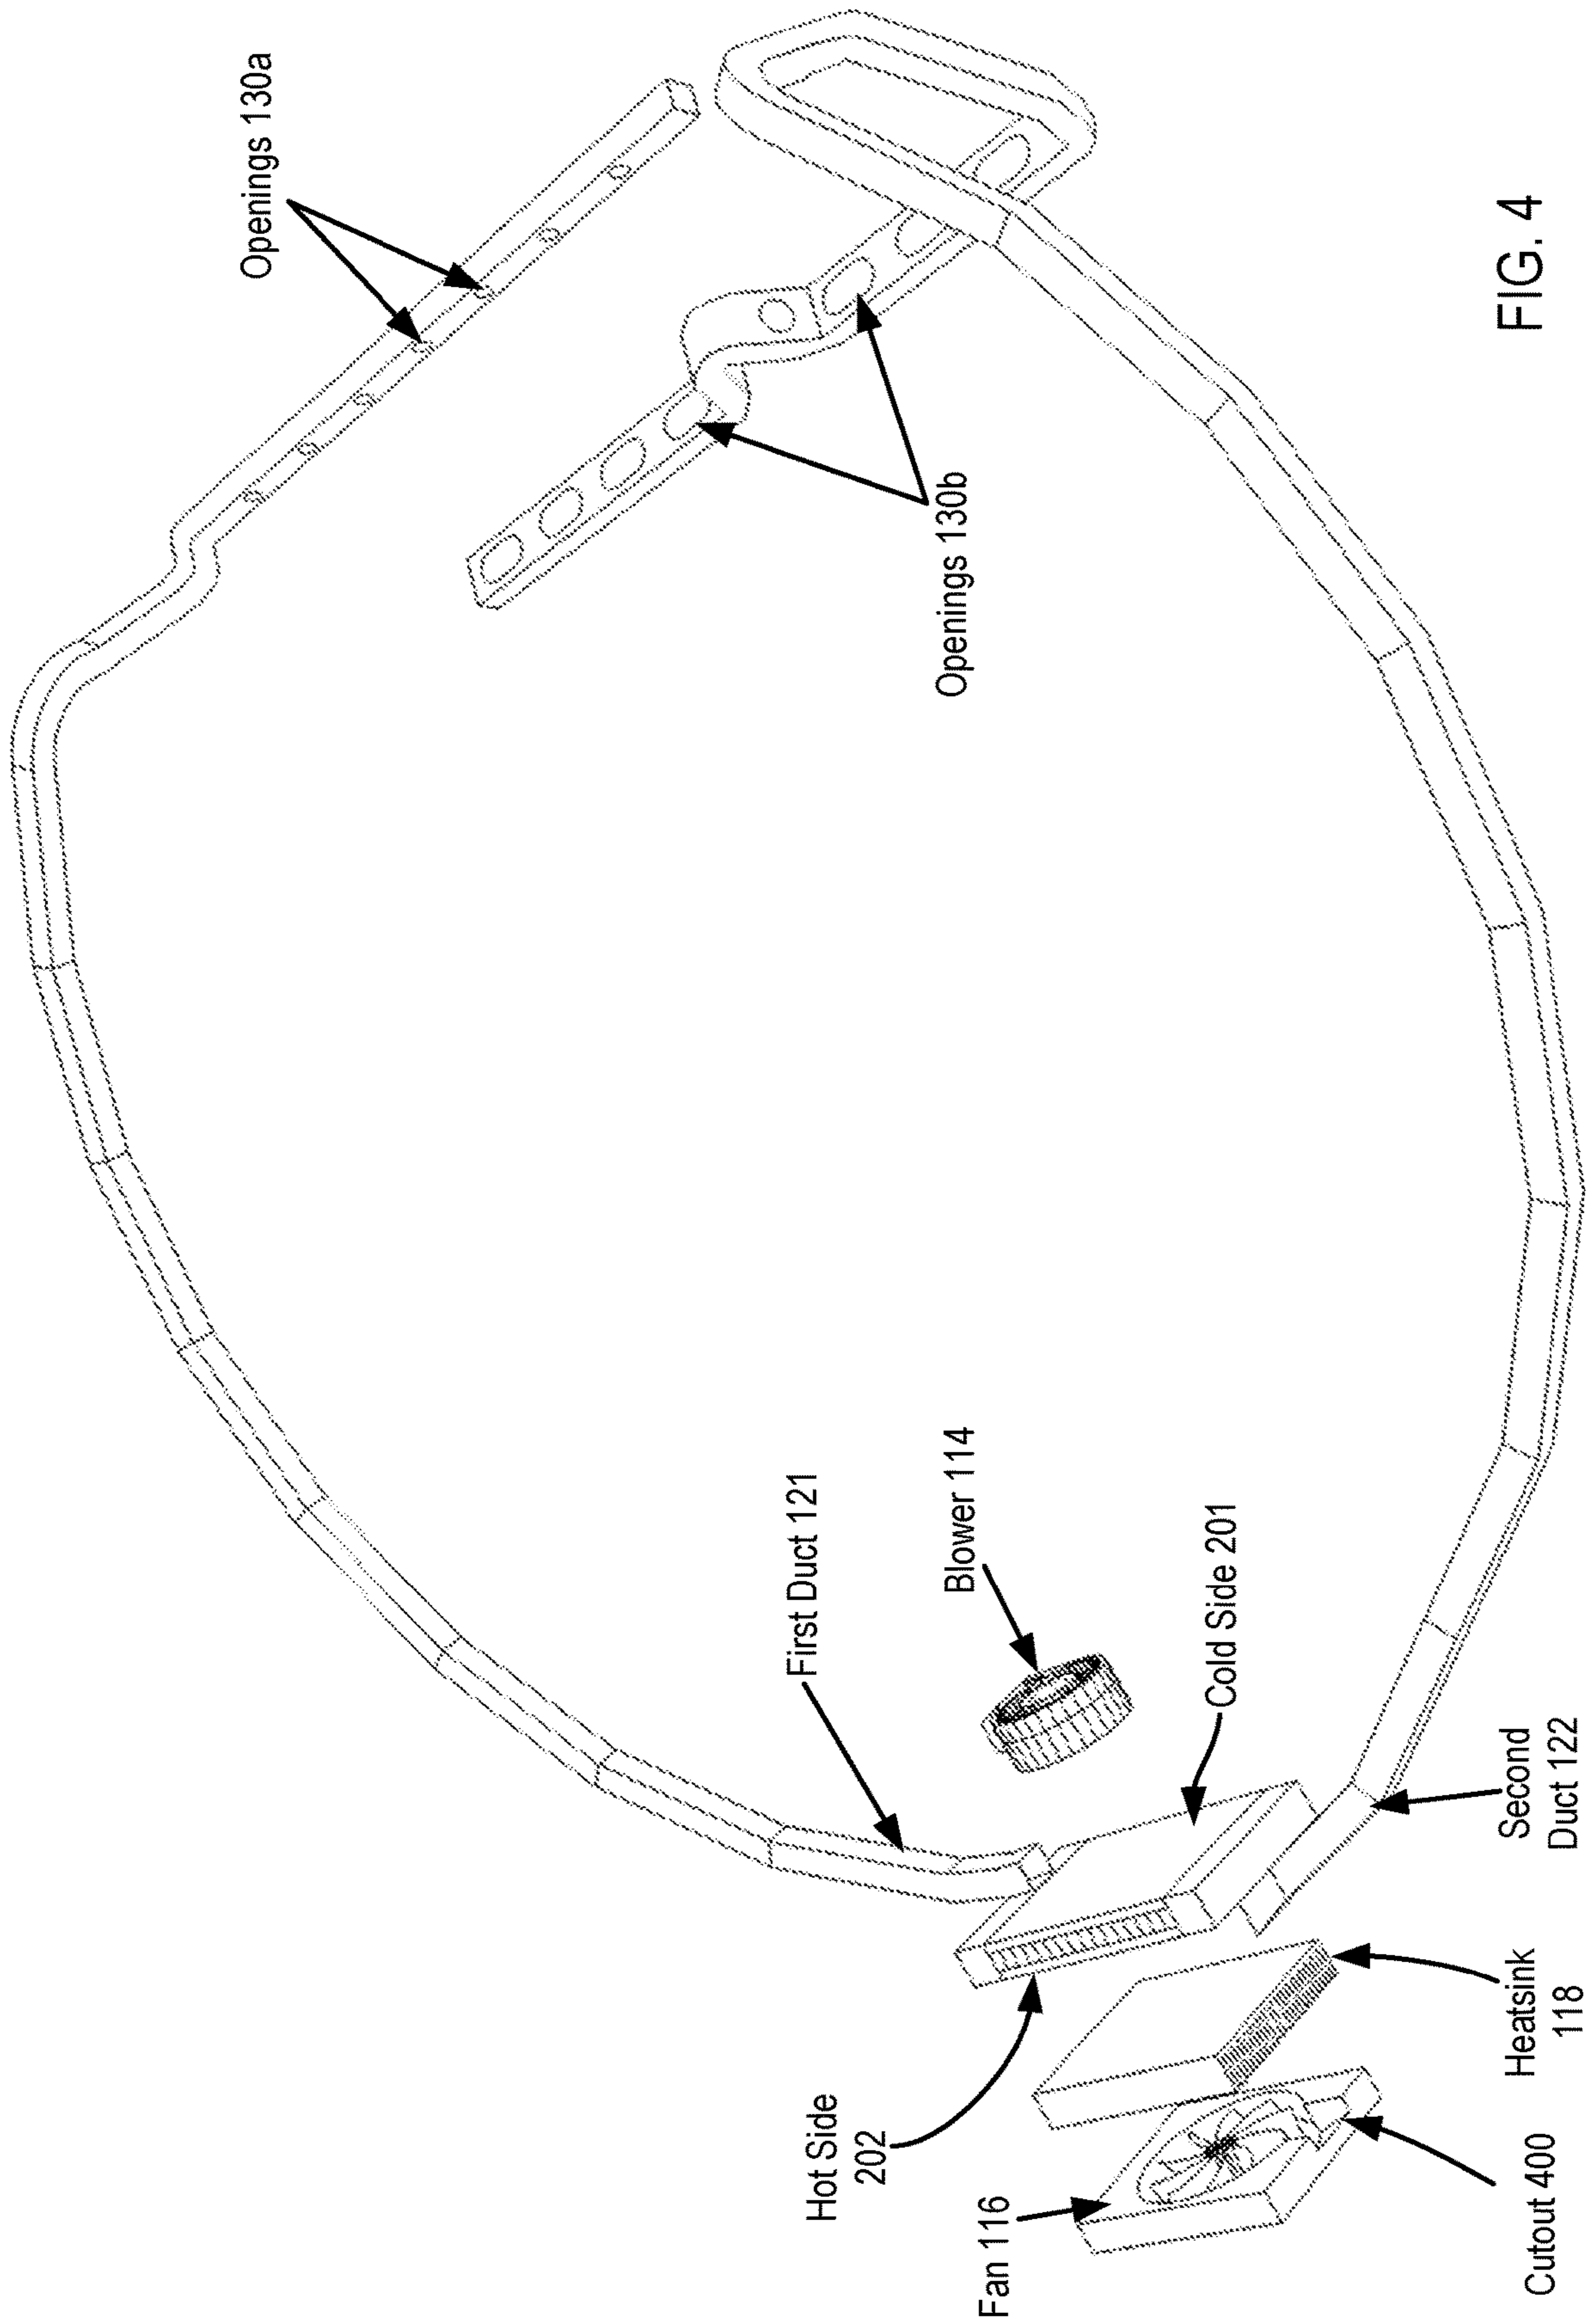 Openings 130a
Openings 130b
First Duct 121
Blower 114
Cold Side 201
Second
Duct 122
Hot Side
202
Heatsink
118
Fan 116
Cutout 400
FIG. 4